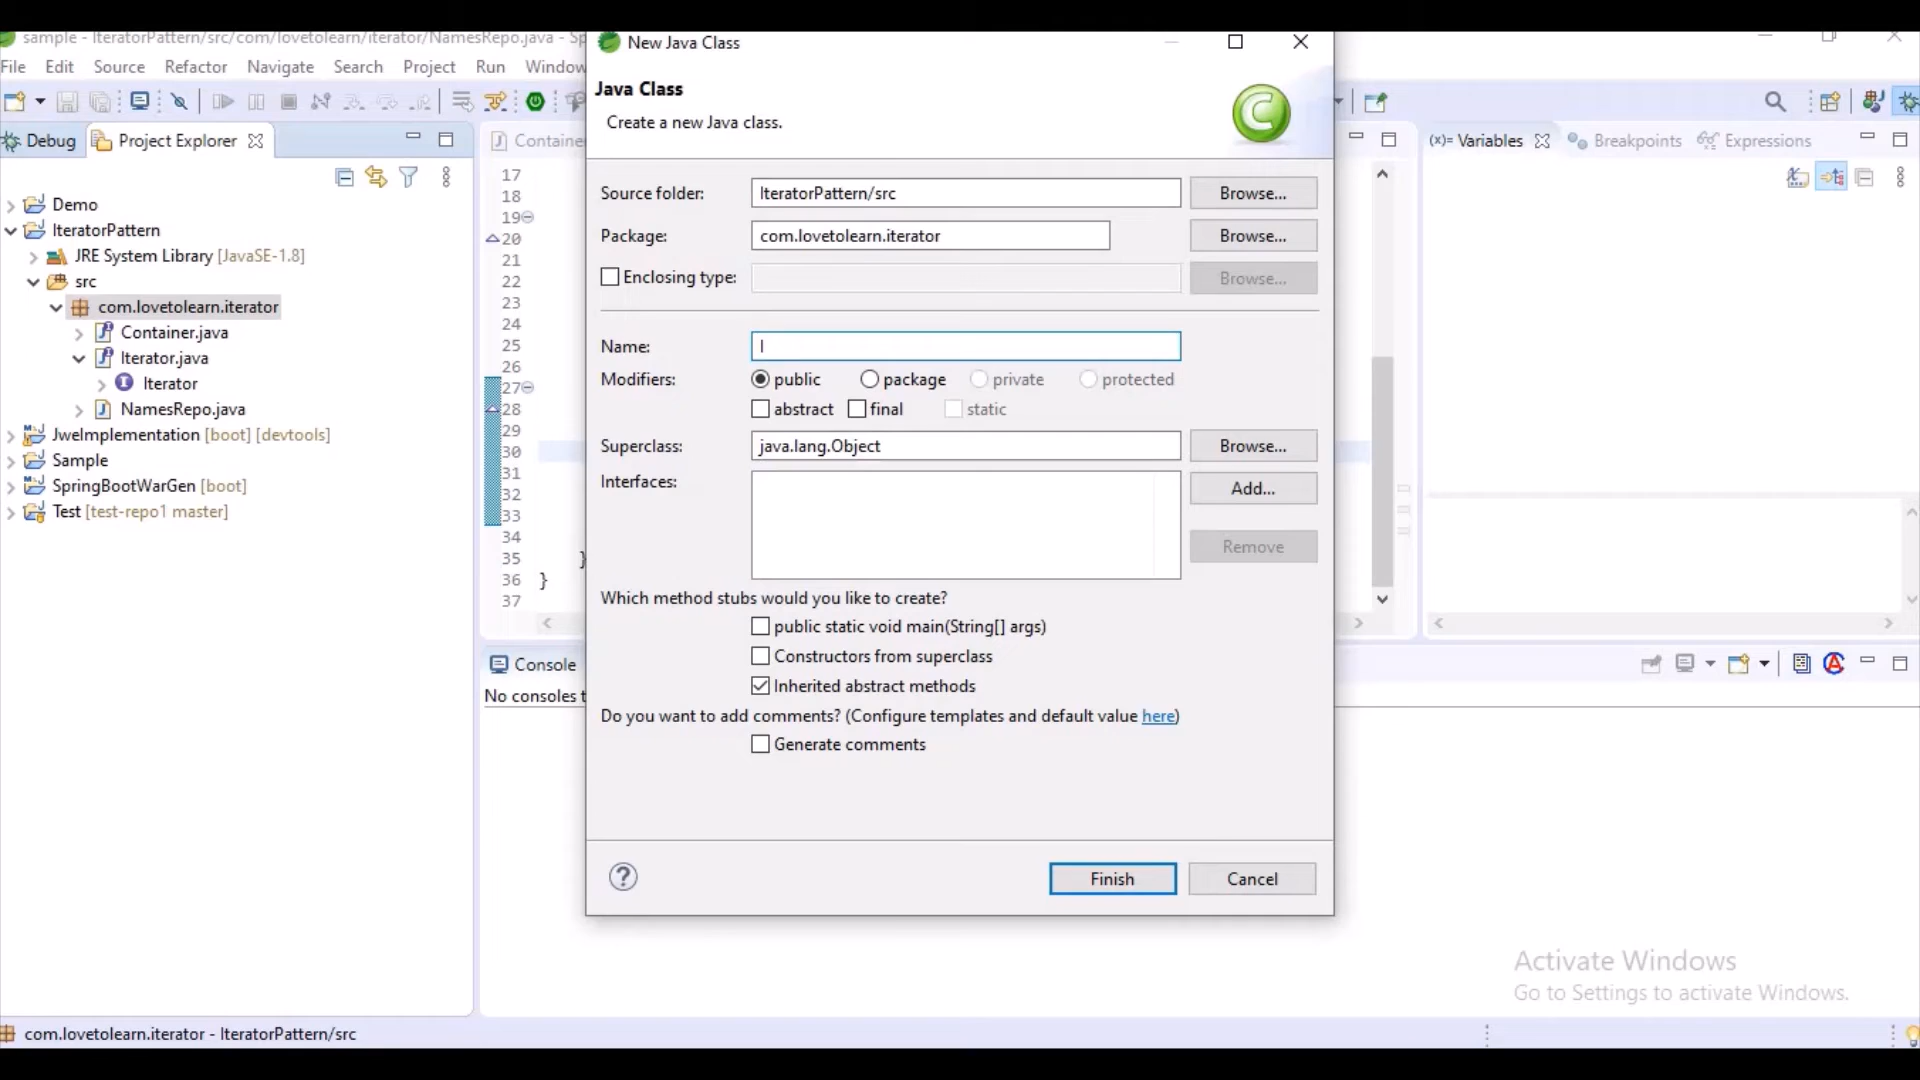 sample - IteratorPattern/src/com/lovetolearn/iterator/NamesRepo.java - Sp
New Java Class
File Edit Source Refactor Navigate Search Project Run Window
Java Class
Create a new Java class.
Debug Project Explorer
Container
Variables Breakpoints Expressions
Demo
IteratorPattern
JRE System Library [JavaSE-1.8]
src
com.lovetolearn.iterator
Container.java
Iterator.java
Iterator
NamesRepo.java
JweImplementation [boot] [devtools]
Sample
SpringBootWarGen [boot]
Test [test-repo1 master]
17
18
19
20
21
22
23
24
25
26
27
28
29
30
31
32
33
34
35 }
36 }
37
Source folder: IteratorPattern/src Browse...
Package: com.lovetolearn.iterator Browse...
Enclosing type: Browse...
Name: I
Modifiers: public package private protected
abstract final static
Superclass: java.lang.Object Browse...
Interfaces: Add...
Remove
Which method stubs would you like to create?
public static void main(String[] args)
Constructors from superclass
Inherited abstract methods
Do you want to add comments? (Configure templates and default value here)
Generate comments
Finish Cancel
Console
No consoles t
Activate Windows
Go to Settings to activate Windows.
com.lovetolearn.iterator - IteratorPattern/src